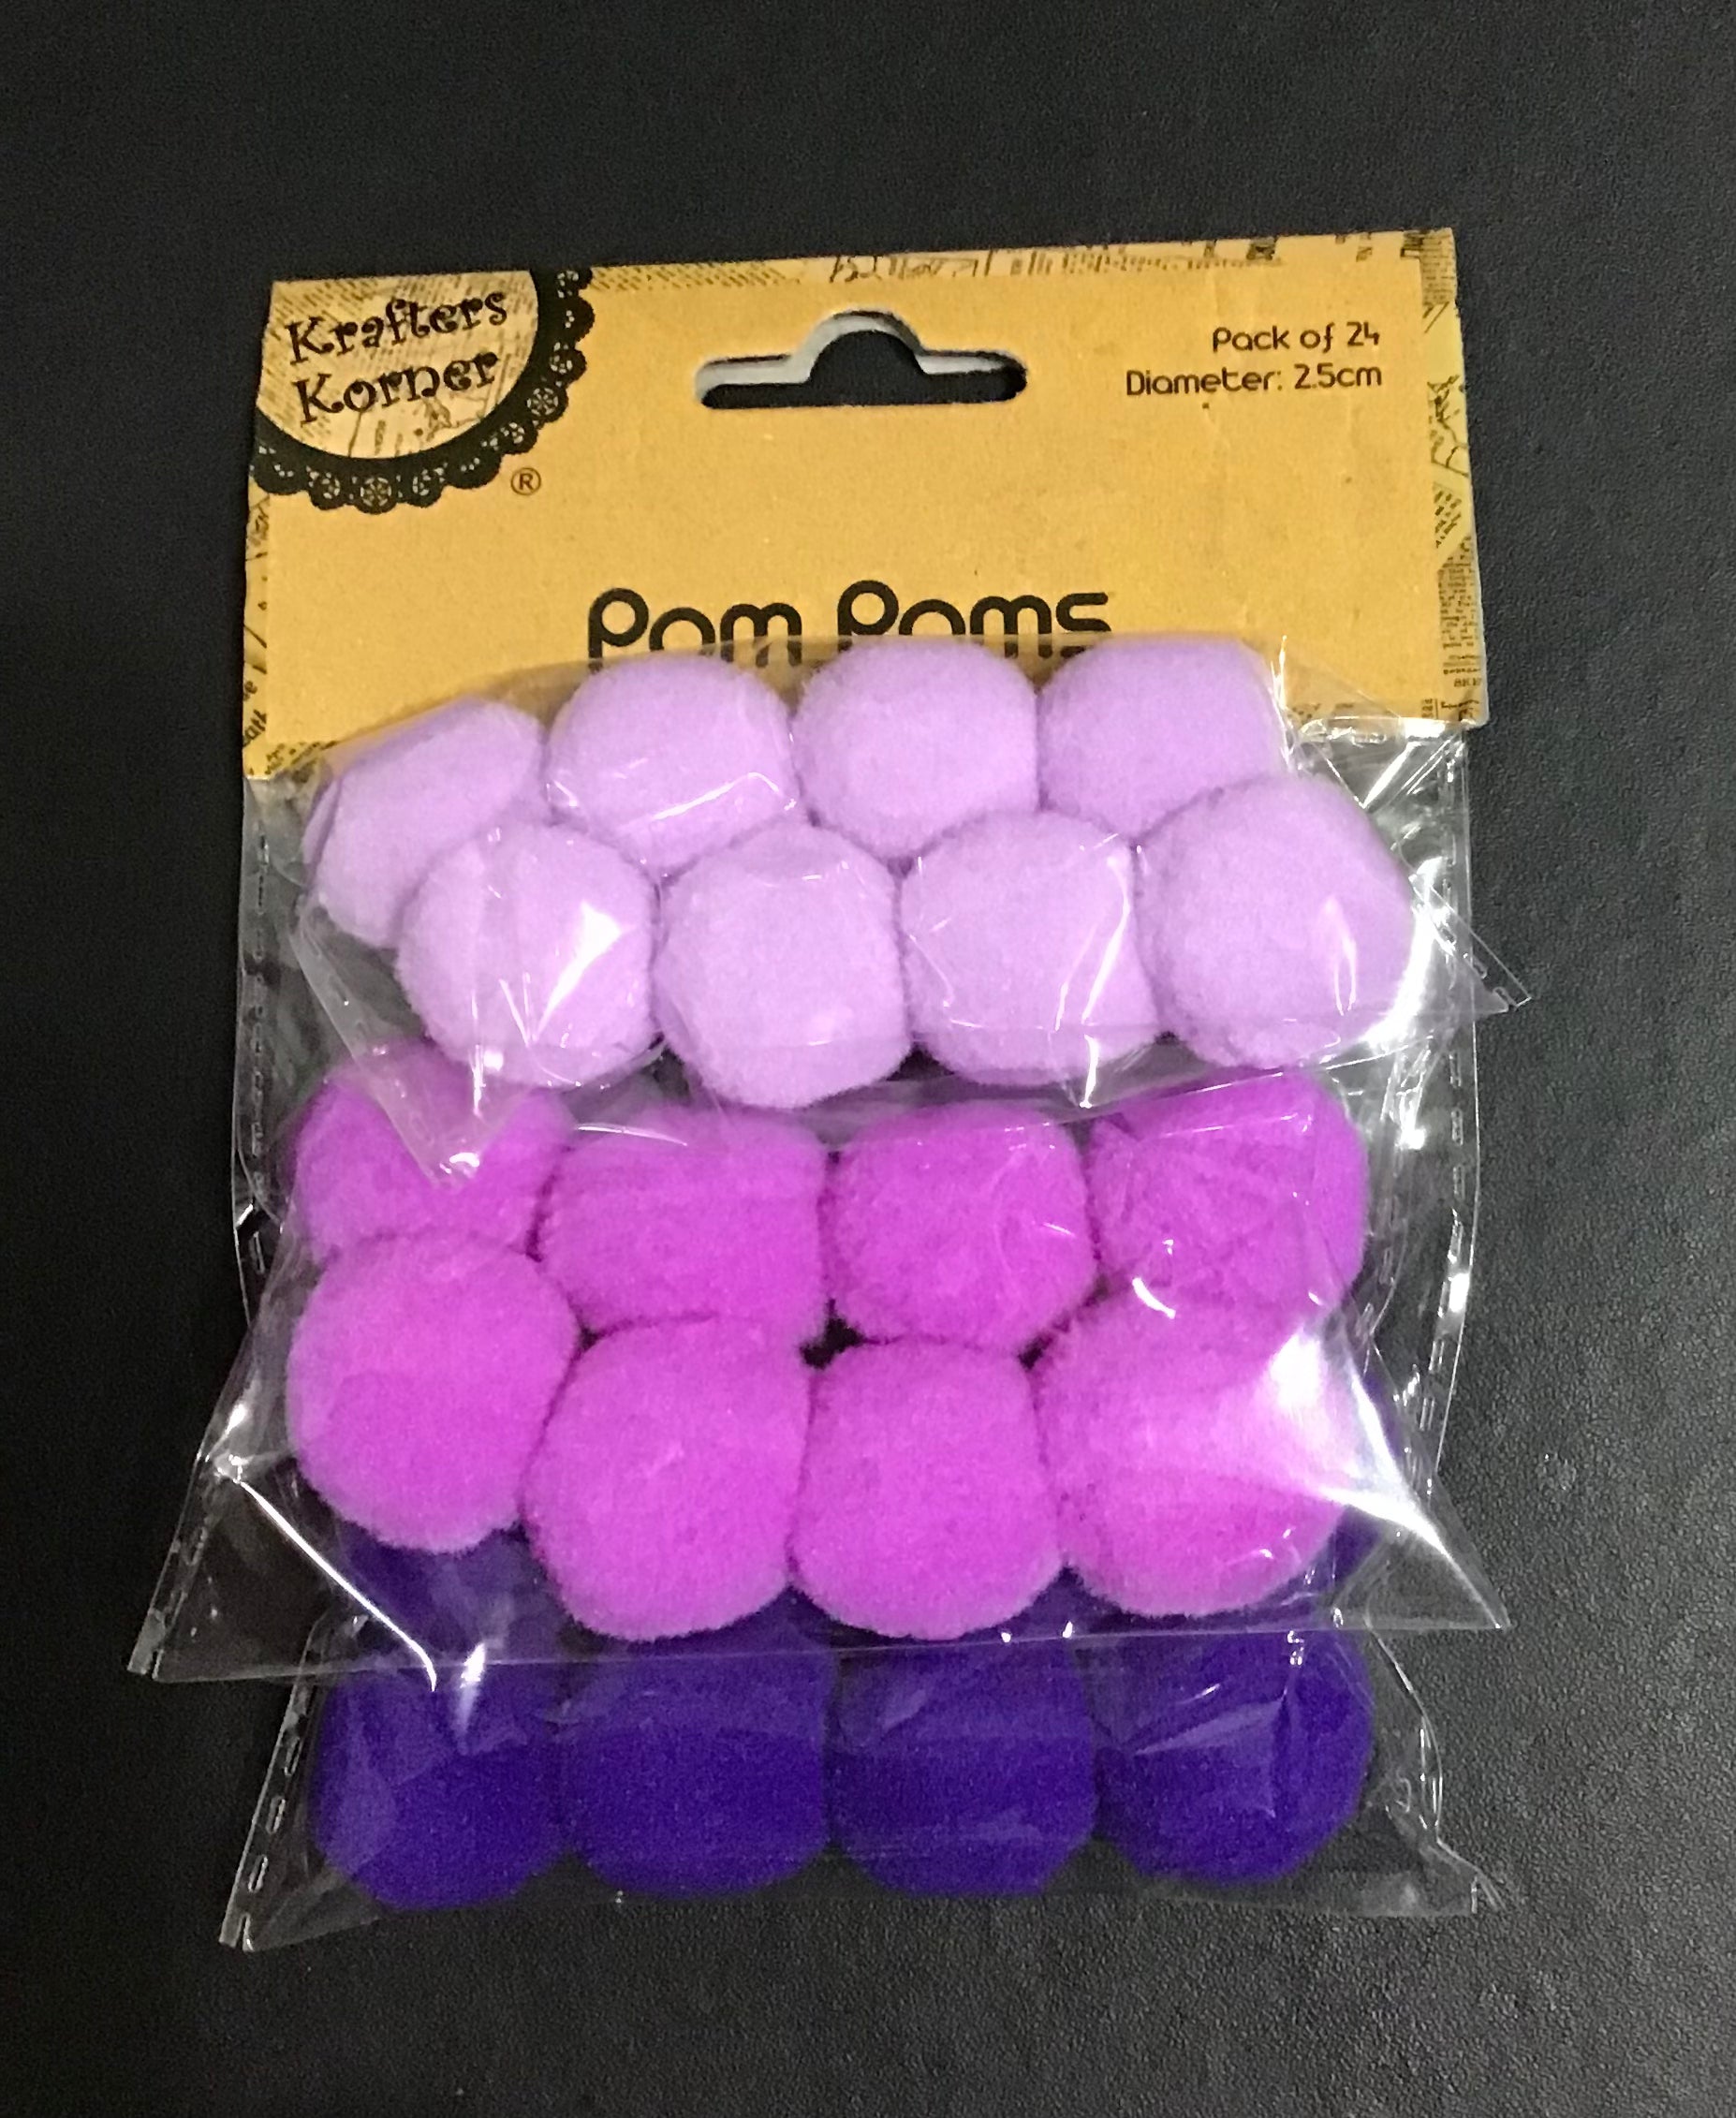 Krafters
Korner
®
Pack of 24
Diameter: 2.5cm
Pom Poms